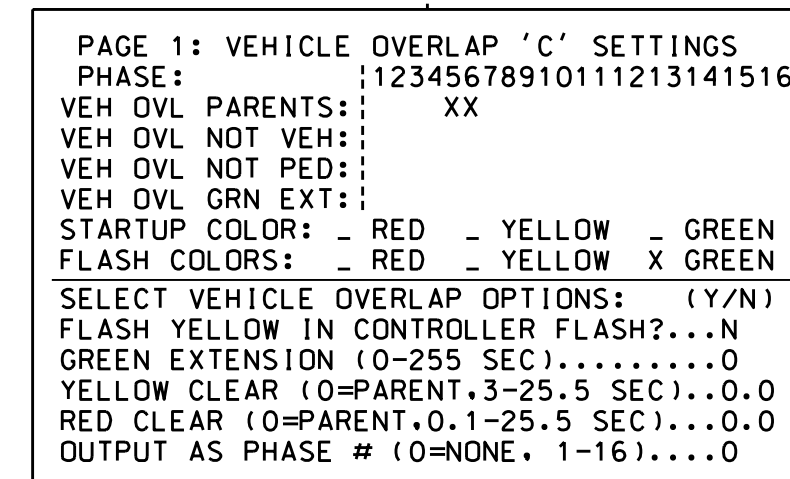 PAGE 1: VEHICLE OVERLAP 'C' SETTINGS
PHASE: ¦12345678910111213141516
VEH OVL PARENTS:¦ XX
VEH OVL NOT VEH:¦
VEH OVL NOT PED:¦
VEH OVL GRN EXT:¦
STARTUP COLOR: _ RED _ YELLOW _ GREEN
FLASH COLORS: _ RED _ YELLOW X GREEN
SELECT VEHICLE OVERLAP OPTIONS: (Y/N)
FLASH YELLOW IN CONTROLLER FLASH?...N
GREEN EXTENSION (0-255 SEC).........0
YELLOW CLEAR (0=PARENT,3-25.5 SEC)..0.0
RED CLEAR (0=PARENT,0.1-25.5 SEC)...0.0
OUTPUT AS PHASE # (0=NONE, 1-16)....0